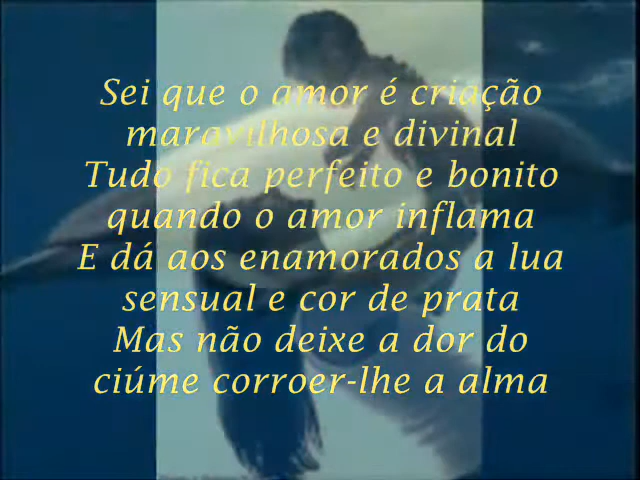 Sei que o amor é criação
maravilhosa e divinal
Tudo fica perfeito e bonito
quando o amor inflama
E dá aos enamorados a lua
sensual e cor de prata
Mas não deixe a dor do
ciúme corroer-lhe a alma